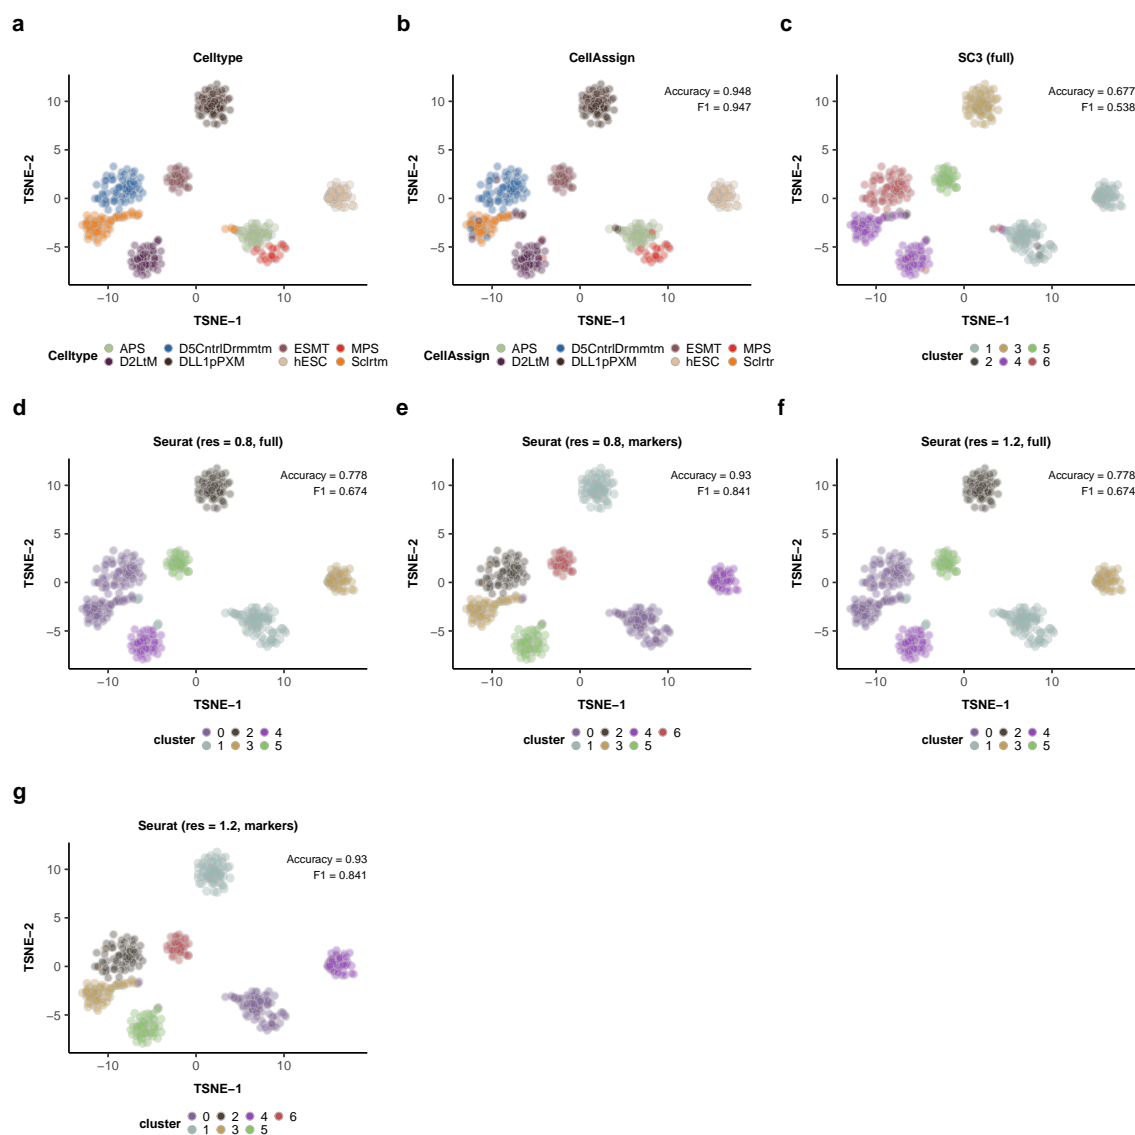 a
Celltype
10
5
0
−5
−10
0
10
TSNE−2
TSNE−1
Celltype
APS
D5CntrlDrmmtm
ESMT
MPS
D2LtM
DLL1pPXM
hESC
Sclrtm
b
CellAssign
Accuracy = 0.948
F1 = 0.947
10
5
0
−5
−10
0
10
TSNE−2
TSNE−1
CellAssign
APS
D5CntrlDrmmtm
ESMT
MPS
D2LtM
DLL1pPXM
hESC
Sclrtr
c
SC3 (full)
Accuracy = 0.677
F1 = 0.538
10
5
0
−5
−10
0
10
TSNE−2
TSNE−1
cluster
1 3 5
2 4 6
d
Seurat (res = 0.8, full)
Accuracy = 0.778
F1 = 0.674
10
5
0
−5
−10
0
10
TSNE−2
TSNE−1
cluster
0 2 4
1 3 5
e
Seurat (res = 0.8, markers)
Accuracy = 0.93
F1 = 0.841
10
5
0
−5
−10
0
10
TSNE−2
TSNE−1
cluster
0 2 4 6
1 3 5
f
Seurat (res = 1.2, full)
Accuracy = 0.778
F1 = 0.674
10
5
0
−5
−10
0
10
TSNE−2
TSNE−1
cluster
0 2 4
1 3 5
g
Seurat (res = 1.2, markers)
Accuracy = 0.93
F1 = 0.841
10
5
0
−5
−10
0
10
TSNE−2
TSNE−1
cluster
0 2 4 6
1 3 5